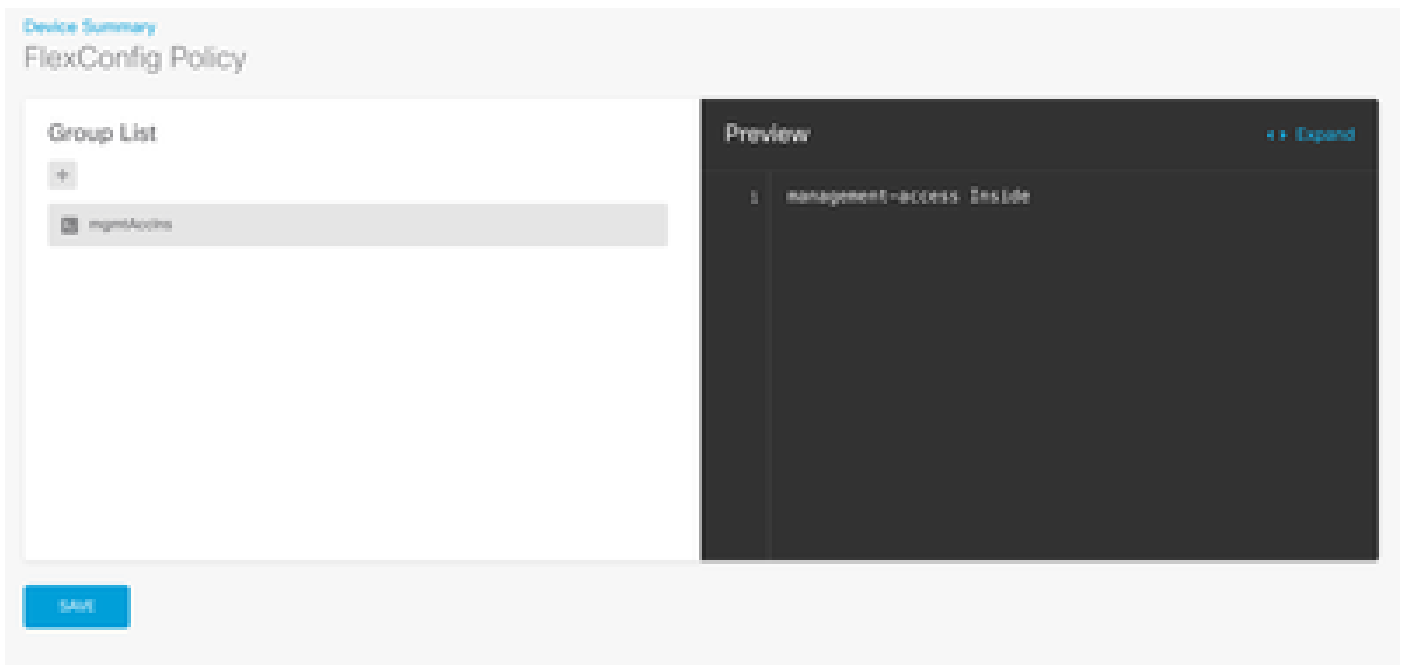 Device Summary
FlexConfig Policy
Group List
+
mgmtAccIns
Preview
Expand
1 management-access Inside
SAVE